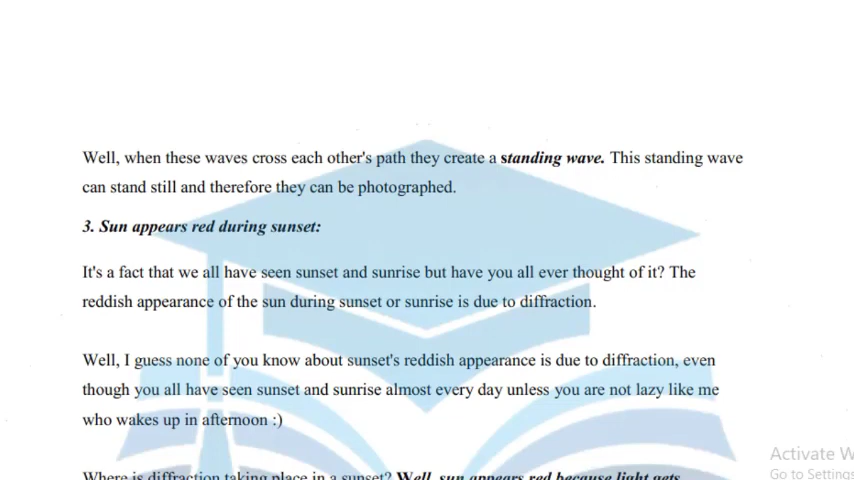 Well, when these waves cross each other's path they create a standing wave. This standing wave
can stand still and therefore they can be photographed.
3. Sun appears red during sunset:
It's a fact that we all have seen sunset and sunrise but have you all ever thought of it? The
reddish appearance of the sun during sunset or sunrise is due to diffraction.
Well, I guess none of you know about sunset's reddish appearance is due to diffraction, even
though you all have seen sunset and sunrise almost every day unless you are not lazy like me
who wakes up in afternoon :)
Where is diffraction taking place in a sunset? Well, sun appears red because light gets
Activate W
Go to Settings